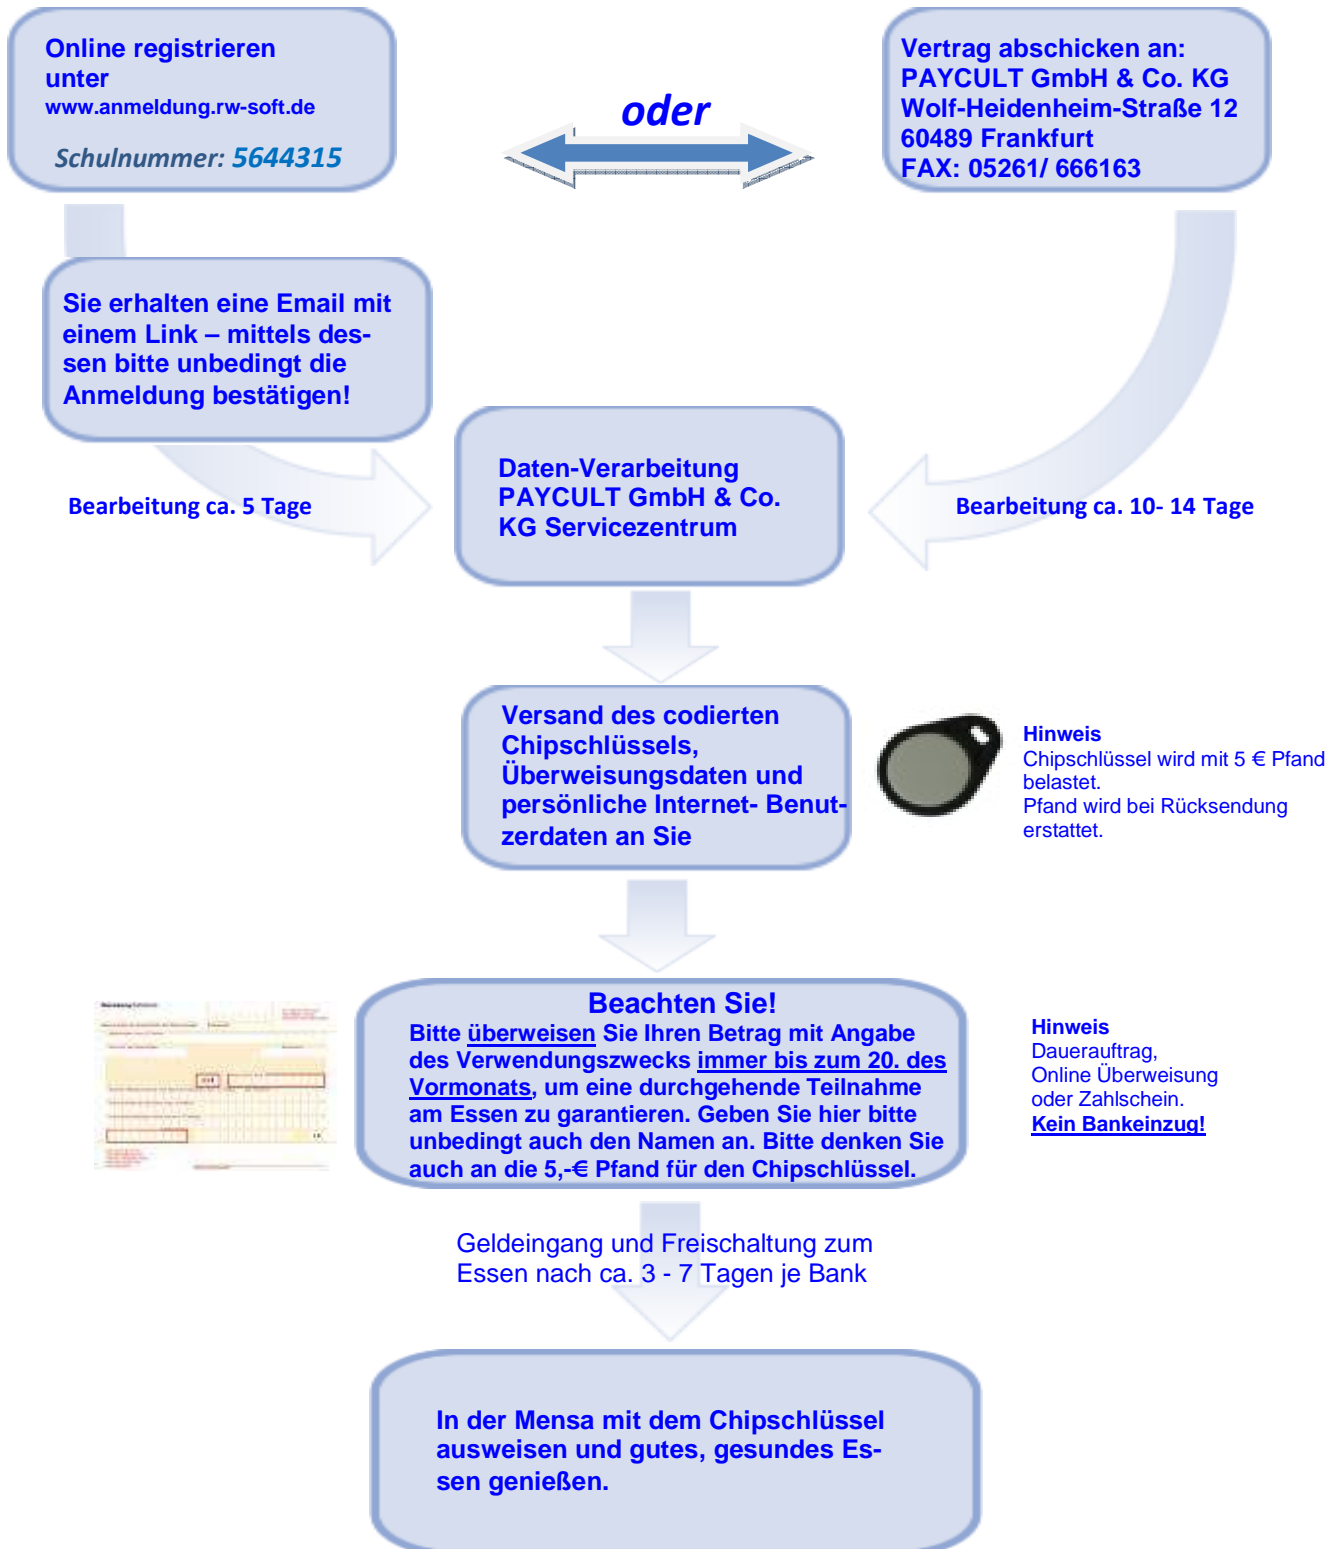 Online registrieren
unter
www.anmeldung.rw-soft.de
Schulnummer: 5644315
oder
Vertrag abschicken an:
PAYCULT GmbH & Co. KG
Wolf-Heidenheim-Straße 12
60489 Frankfurt
FAX: 05261/ 666163
Sie erhalten eine Email mit
einem Link – mittels des-
sen bitte unbedingt die
Anmeldung bestätigen!
Bearbeitung ca. 5 Tage
Daten-Verarbeitung
PAYCULT GmbH & Co.
KG Servicezentrum
Bearbeitung ca. 10- 14 Tage
Versand des codierten
Chipschlüssels,
Überweisungsdaten und
persönliche Internet- Benut-
zerdaten an Sie
Hinweis
Chipschlüssel wird mit 5 € Pfand
belastet.
Pfand wird bei Rücksendung
erstattet.
Beachten Sie!
Bitte überweisen Sie Ihren Betrag mit Angabe
des Verwendungszwecks immer bis zum 20. des
Vormonats, um eine durchgehende Teilnahme
am Essen zu garantieren. Geben Sie hier bitte
unbedingt auch den Namen an. Bitte denken Sie
auch an die 5,-€ Pfand für den Chipschlüssel.
Hinweis
Dauerauftrag,
Online Überweisung
oder Zahlschein.
Kein Bankeinzug!
Geldeingang und Freischaltung zum
Essen nach ca. 3 - 7 Tagen je Bank
In der Mensa mit dem Chipschlüssel
ausweisen und gutes, gesundes Es-
sen genießen.